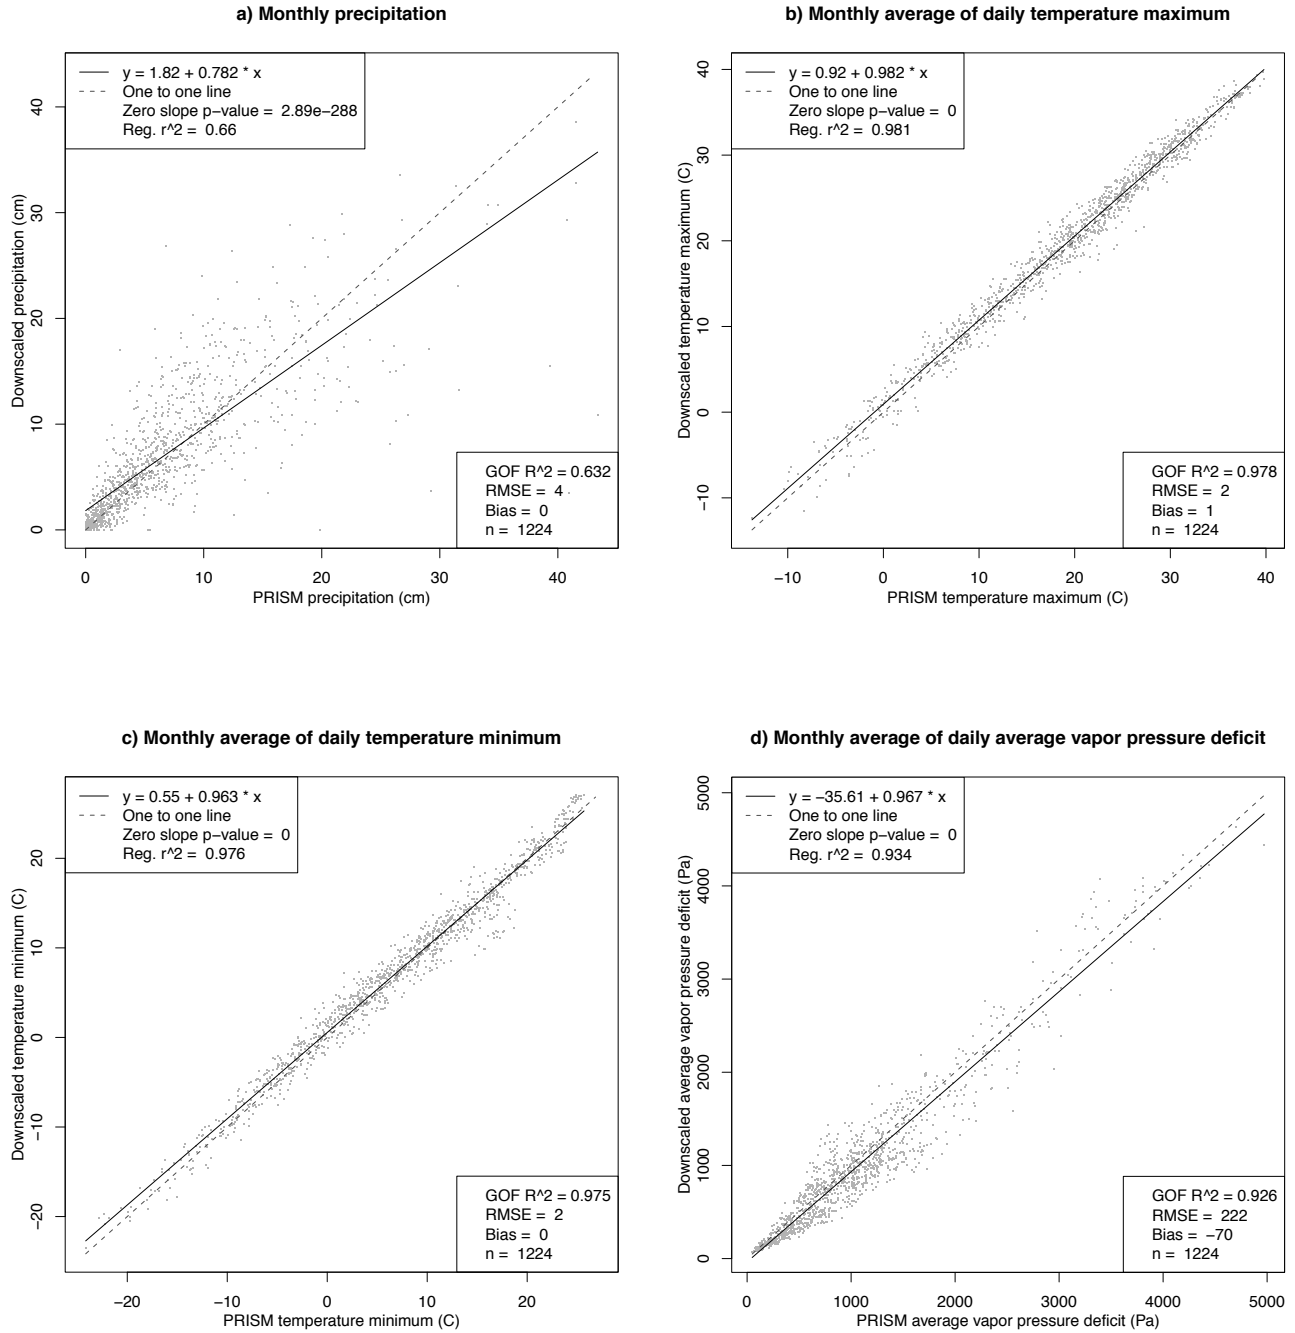 a) Monthly precipitation
y = 1.82 + 0.782 * x
One to one line
Zero slope p−value = 2.89e−288
Reg. r^2 = 0.66
GOF R^2 = 0.632
RMSE = 4
Bias = 0
n = 1224
Downscaled precipitation (cm)
0
10
20
30
40
0 10 20 30 40
PRISM precipitation (cm)
b) Monthly average of daily temperature maximum
y = 0.92 + 0.982 * x
One to one line
Zero slope p−value = 0
Reg. r^2 = 0.981
GOF R^2 = 0.978
RMSE = 2
Bias = 1
n = 1224
Downscaled temperature maximum (C)
−10
0
10
20
30
40
−10 0 10 20 30 40
PRISM temperature maximum (C)
c) Monthly average of daily temperature minimum
y = 0.55 + 0.963 * x
One to one line
Zero slope p−value = 0
Reg. r^2 = 0.976
GOF R^2 = 0.975
RMSE = 2
Bias = 0
n = 1224
Downscaled temperature minimum (C)
−20
−10
0
10
20
−20 −10 0 10 20
PRISM temperature minimum (C)
d) Monthly average of daily average vapor pressure deficit
y = −35.61 + 0.967 * x
One to one line
Zero slope p−value = 0
Reg. r^2 = 0.934
GOF R^2 = 0.926
RMSE = 222
Bias = −70
n = 1224
Downscaled average vapor pressure deficit (Pa)
0
1000
2000
3000
4000
5000
0 1000 2000 3000 4000 5000
PRISM average vapor pressure deficit (Pa)